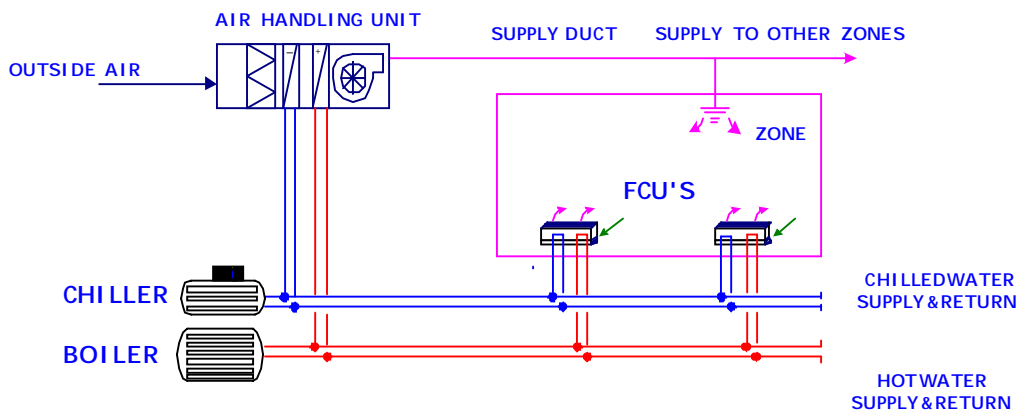 AIR HANDLING UNIT
SUPPLY DUCT
SUPPLY TO OTHER ZONES
OUTSIDE AIR
- +
ZONE
FCU'S
CHILLER
CHILLEDWATER
SUPPLY&RETURN
BOILER
HOTWATER
SUPPLY&RETURN